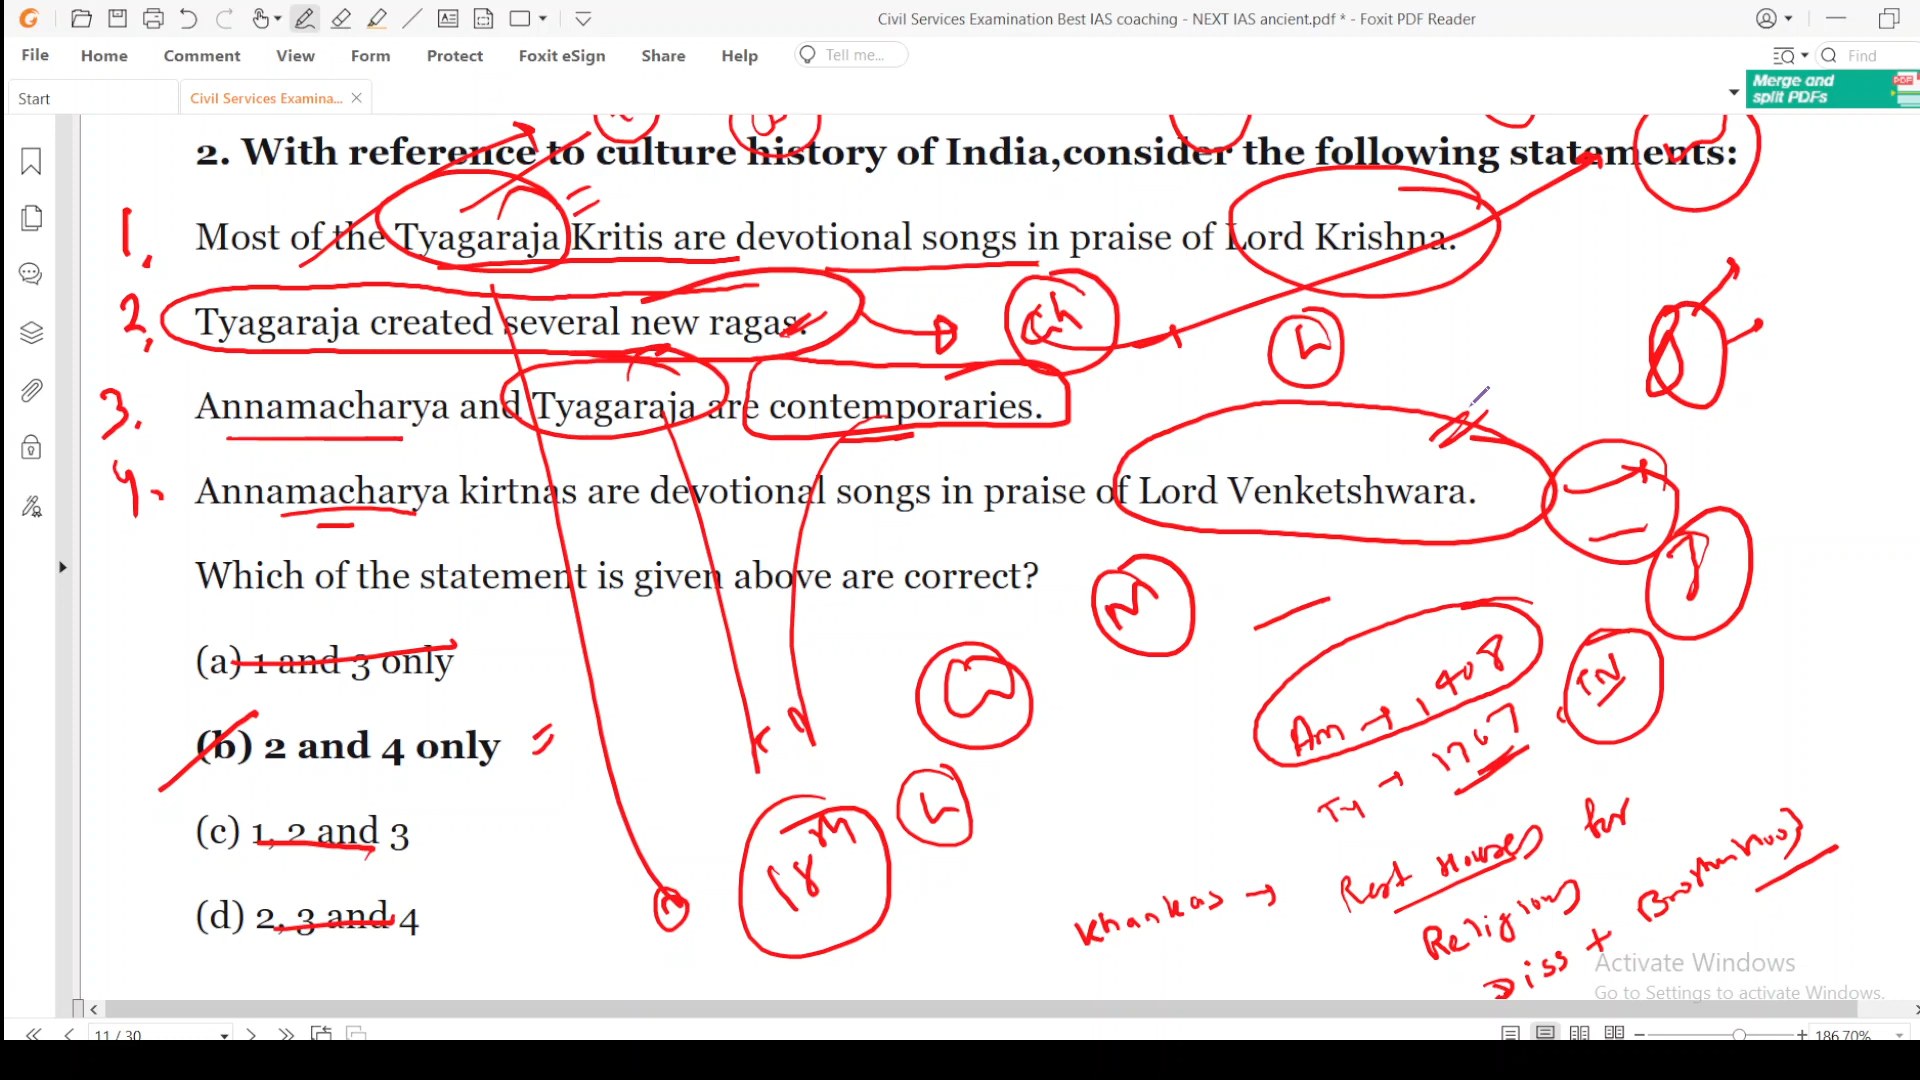 Civil Services Examination Best IAS coaching - NEXT IAS ancient.pdf * - Foxit PDF Reader
File Home Comment View Form Protect Foxit eSign Share Help Tell me... Find
Start Civil Services Examina... Merge and split PDFs
2. With reference to culture history of India,consider the following statements:
1. Most of the Tyagaraja Kritis are devotional songs in praise of Lord Krishna.
2. Tyagaraja created several new ragas.
3. Annamacharya and Tyagaraja are contemporaries.
4. Annamacharya kirtnas are devotional songs in praise of Lord Venketshwara.
Which of the statement is given above are correct?
(a) 1 and 3 only
(b) 2 and 4 only =
(c) 1, 2 and 3
(d) 2, 3 and 4
M
TN
Am → 1408
Ty → 1767
18th
Khankas → Rest Houses for
Religious
Diss + Brotherhood
Activate Windows
Go to Settings to activate Windows.
11 / 30 186.70%